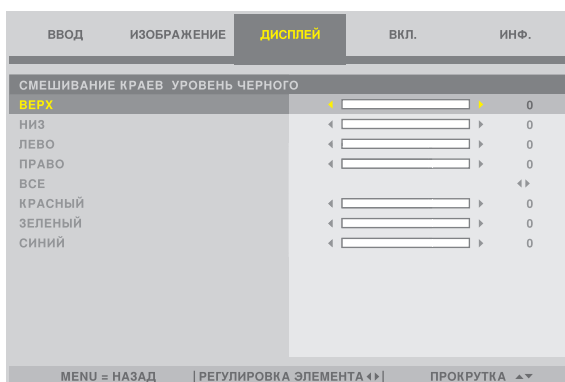 ВВОД ИЗОБРАЖЕНИЕ ДИСПЛЕЙ ВКЛ. ИНФ.
СМЕШИВАНИЕ КРАЕВ УРОВЕНЬ ЧЕРНОГО
ВЕРХ 0
НИЗ 0
ЛЕВО 0
ПРАВО 0
ВСЕ
КРАСНЫЙ 0
ЗЕЛЕНЫЙ 0
СИНИЙ 0
MENU = НАЗАД |РЕГУЛИРОВКА ЭЛЕМЕНТА| ПРОКРУТКА